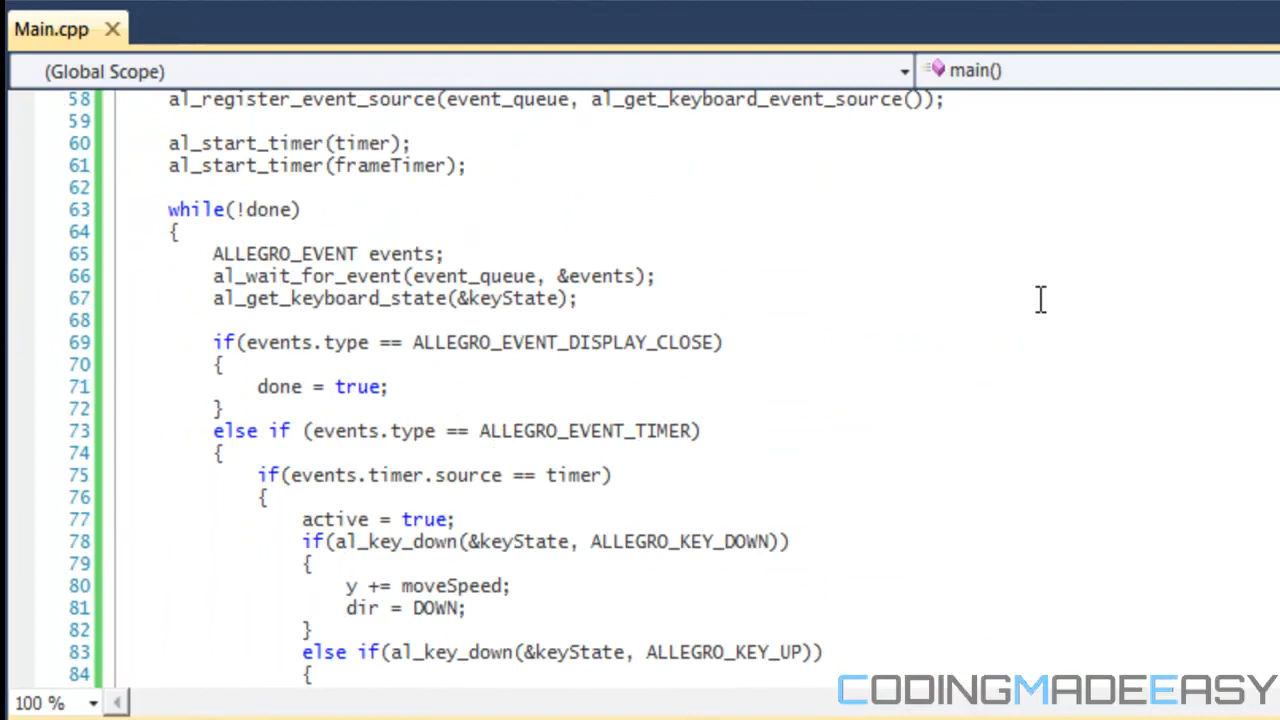 Main.cpp
(Global Scope) main()
58 al_register_event_source(event_queue, al_get_keyboard_event_source());
59
60 al_start_timer(timer);
61 al_start_timer(frameTimer);
62
63 while(!done)
64 {
65 ALLEGRO_EVENT events;
66 al_wait_for_event(event_queue, &events);
67 al_get_keyboard_state(&keyState);
68
69 if(events.type == ALLEGRO_EVENT_DISPLAY_CLOSE)
70 {
71 done = true;
72 }
73 else if (events.type == ALLEGRO_EVENT_TIMER)
74 {
75 if(events.timer.source == timer)
76 {
77 active = true;
78 if(al_key_down(&keyState, ALLEGRO_KEY_DOWN))
79 {
80 y += moveSpeed;
81 dir = DOWN;
82 }
83 else if(al_key_down(&keyState, ALLEGRO_KEY_UP))
84 {
100 %
CODINGMADEEASY